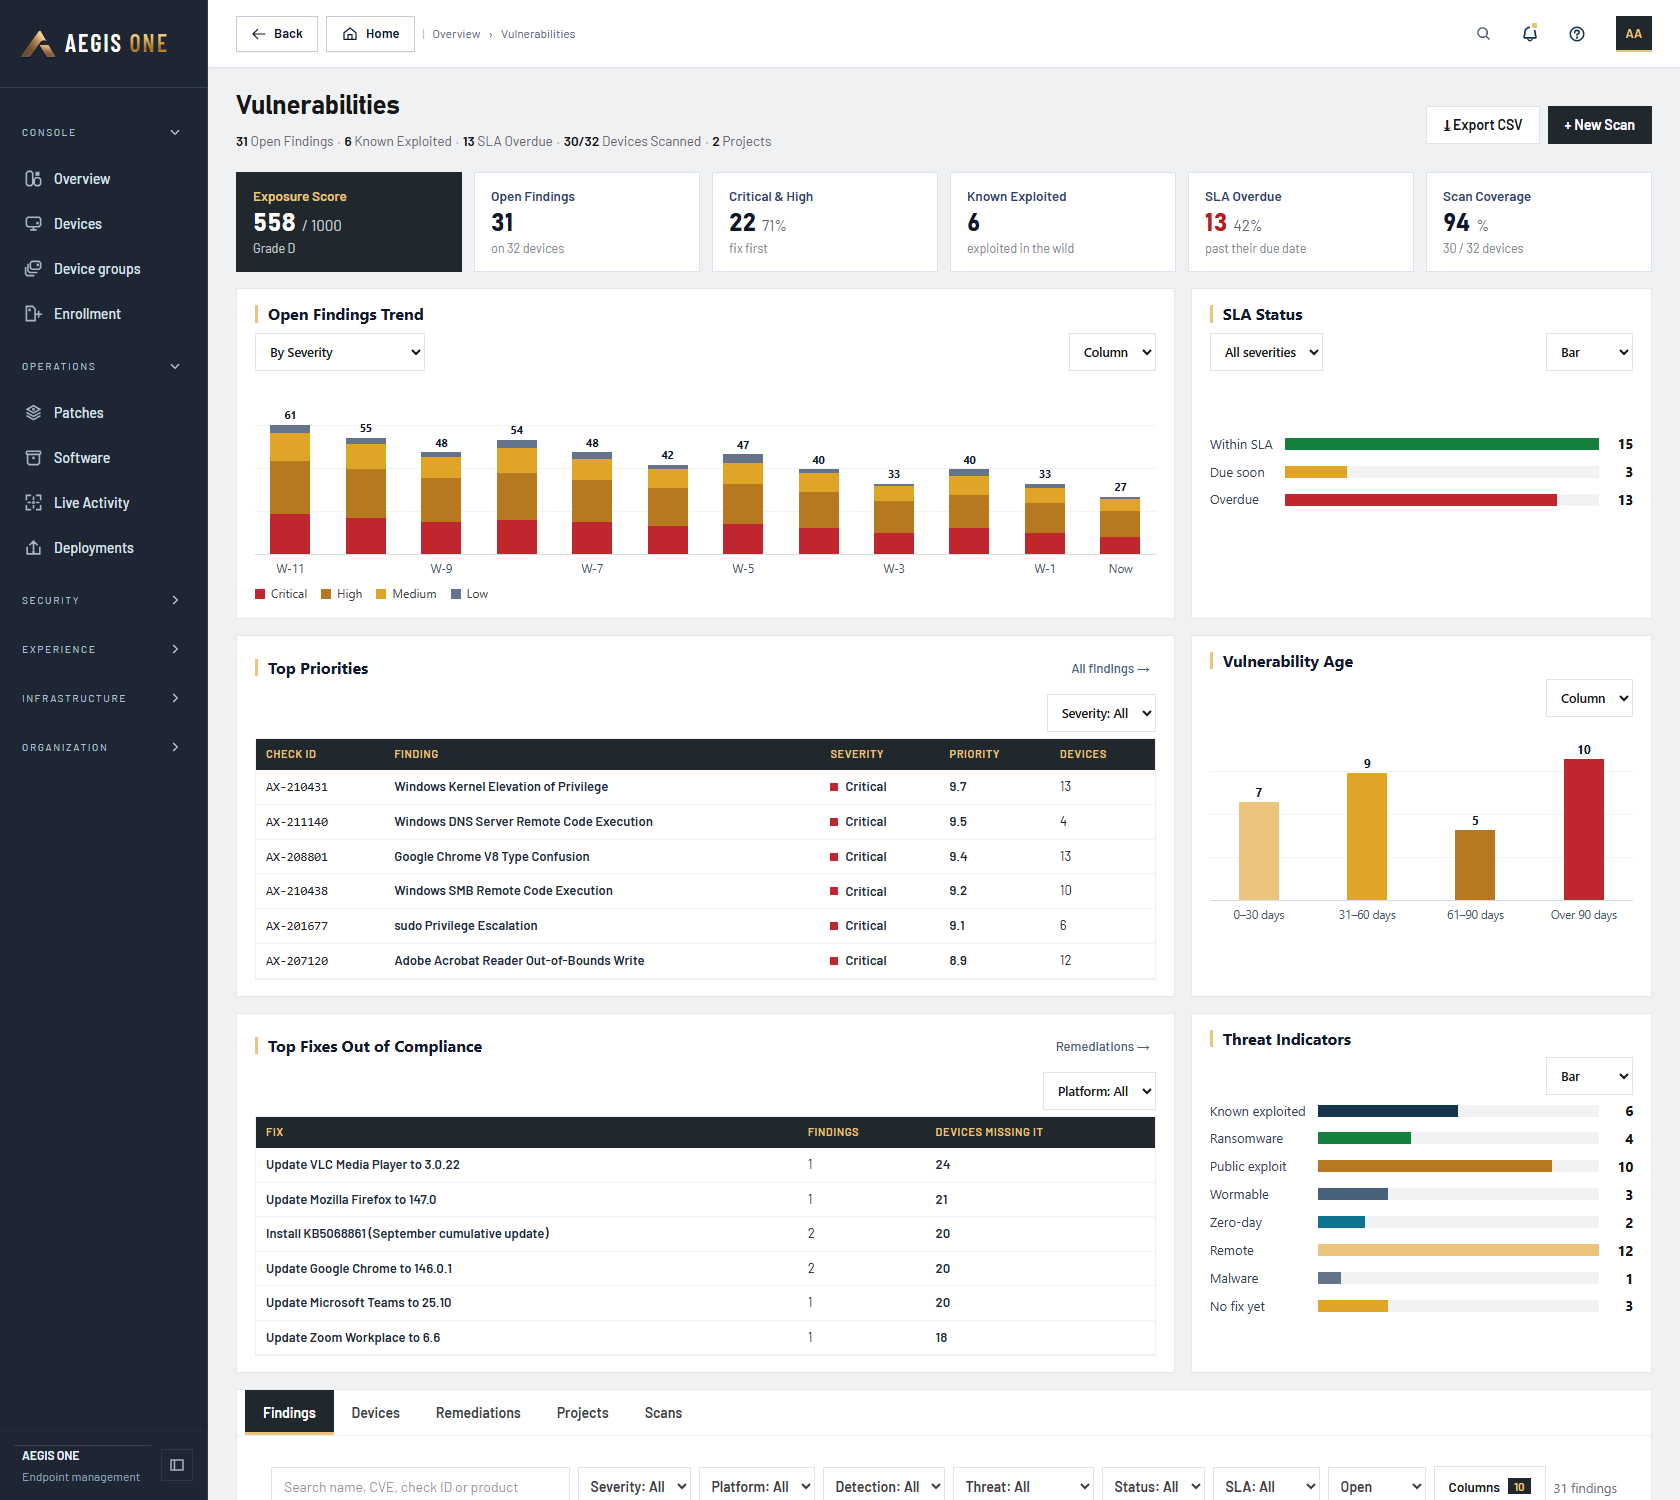 AEGIS ONE
CONSOLE
Overview
Devices
Device groups
Enrollment
OPERATIONS
Patches
Software
Live Activity
Deployments
SECURITY
EXPERIENCE
INFRASTRUCTURE
ORGANIZATION
AEGIS ONE
Endpoint management
← Back
Home
Overview › Vulnerabilities
AA
Vulnerabilities
31 Open Findings · 6 Known Exploited · 13 SLA Overdue · 30/32 Devices Scanned · 2 Projects
Export CSV
+ New Scan
Exposure Score
558 / 1000
Grade D
Open Findings
31
on 32 devices
Critical & High
22 71%
fix first
Known Exploited
6
exploited in the wild
SLA Overdue
13 42%
past their due date
Scan Coverage
94 %
30 / 32 devices
Open Findings Trend
By Severity
Column
61
55
48
54
48
42
47
40
33
40
33
27
W-11
W-9
W-7
W-5
W-3
W-1
Now
Critical
High
Medium
Low
SLA Status
All severities
Bar
Within SLA 15
Due soon 3
Overdue 13
Top Priorities
All findings →
Severity: All
CHECK ID FINDING SEVERITY PRIORITY DEVICES
AX-210431 Windows Kernel Elevation of Privilege Critical 9.7 13
AX-211140 Windows DNS Server Remote Code Execution Critical 9.5 4
AX-208801 Google Chrome V8 Type Confusion Critical 9.4 13
AX-210438 Windows SMB Remote Code Execution Critical 9.2 10
AX-201677 sudo Privilege Escalation Critical 9.1 6
AX-207120 Adobe Acrobat Reader Out-of-Bounds Write Critical 8.9 12
Vulnerability Age
Column
7
9
5
10
0–30 days
31–60 days
61–90 days
Over 90 days
Top Fixes Out of Compliance
Remediations →
Platform: All
FIX FINDINGS DEVICES MISSING IT
Update VLC Media Player to 3.0.22 1 24
Update Mozilla Firefox to 147.0 1 21
Install KB5068861 (September cumulative update) 2 20
Update Google Chrome to 146.0.1 2 20
Update Microsoft Teams to 25.10 1 20
Update Zoom Workplace to 6.6 1 18
Threat Indicators
Bar
Known exploited 6
Ransomware 4
Public exploit 10
Wormable 3
Zero-day 2
Remote 12
Malware 1
No fix yet 3
Findings
Devices
Remediations
Projects
Scans
Search name, CVE, check ID or product
Severity: All
Platform: All
Detection: All
Threat: All
Status: All
SLA: All
Open
Columns 10
31 findings